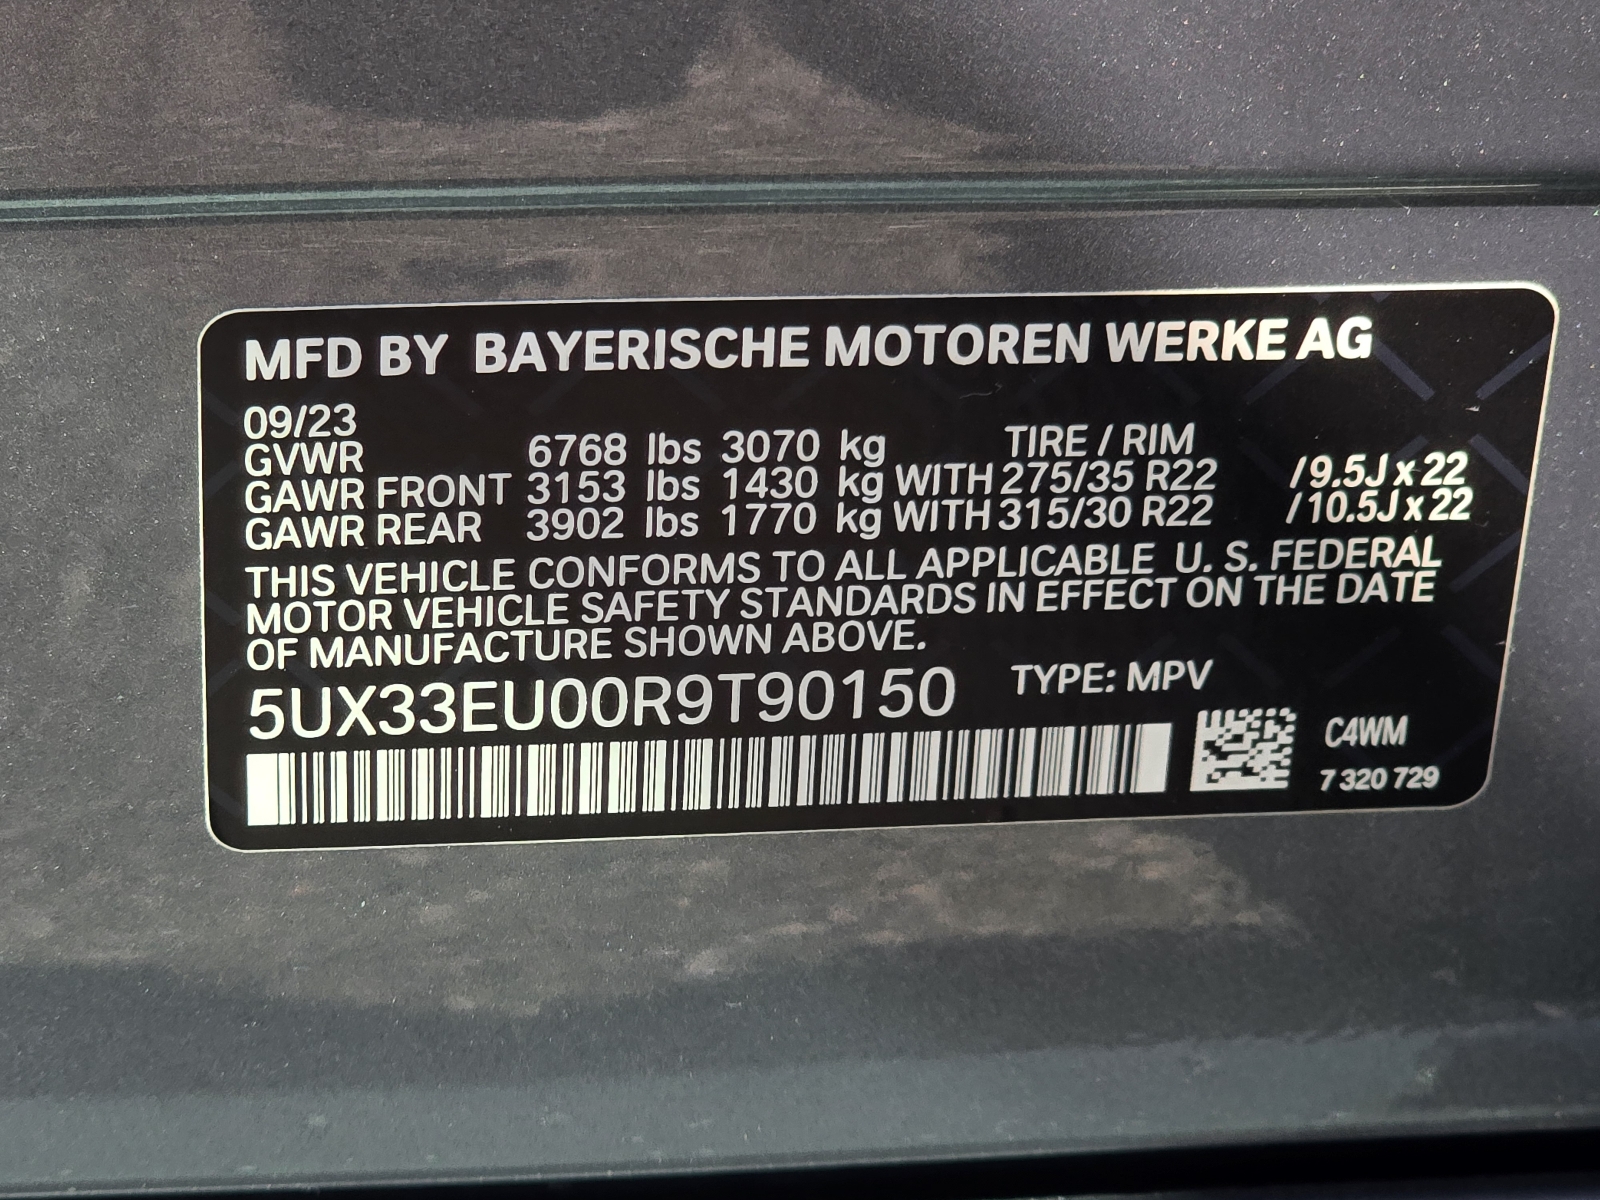 MFD BY BAYERISCHE MOTOREN WERKE AG
09/23
GVWR 6768 lbs 3070 kg TIRE / RIM
GAWR FRONT 3153 lbs 1430 kg WITH 275/35 R22 /9.5J x 22
GAWR REAR 3902 lbs 1770 kg WITH 315/30 R22 /10.5J x 22
THIS VEHICLE CONFORMS TO ALL APPLICABLE U. S. FEDERAL
MOTOR VEHICLE SAFETY STANDARDS IN EFFECT ON THE DATE
OF MANUFACTURE SHOWN ABOVE.
5UX33EU00R9T90150 TYPE: MPV
C4WM
7 320 729